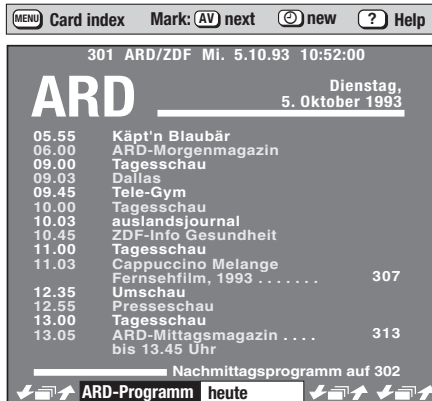 MENU Card index Mark: AV next new ? Help
301 ARD/ZDF Mi. 5.10.93 10:52:00
ARD
Dienstag,
5. Oktober 1993
05.55 Käpt'n Blaubär
06.00 ARD-Morgenmagazin
09.00 Tagesschau
09.03 Dallas
09.45 Tele-Gym
10.00 Tagesschau
10.03 auslandsjournal
10.45 ZDF-Info Gesundheit
11.00 Tagesschau
11.03 Cappuccino Melange
Fernsehfilm, 1993 . . . . . . . 307
12.35 Umschau
12.55 Presseschau
13.00 Tagesschau
13.05 ARD-Mittagsmagazin . . . . 313
bis 13.45 Uhr
Nachmittagsprogramm auf 302
ARD-Programm heute